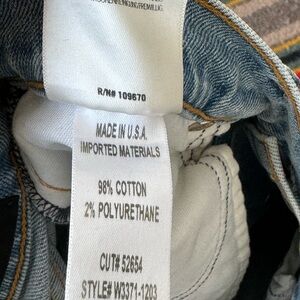 R/N# 109670
MADE IN U.S.A.
IMPORTED MATERIALS
98% COTTON
2% POLYURETHANE
CUT# 52654
STYLE# W3371-1203